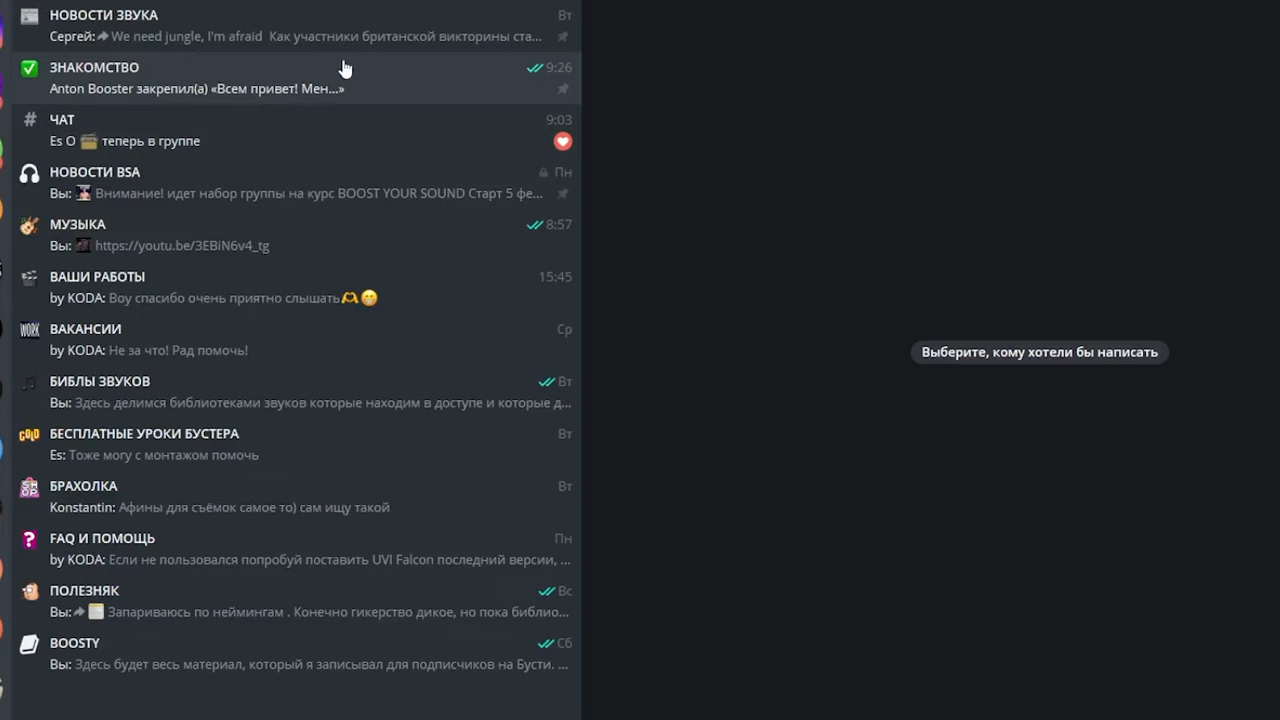 НОВОСТИ ЗВУКА Вт
Сергей: We need jungle, I'm afraid Как участники британской викторины ста...
ЗНАКОМСТВО 9:26
Anton Booster закрепил(а) «Всем привет! Мен...»
# ЧАТ 9:03
Es O теперь в группе
НОВОСТИ BSA Пн
Вы: Внимание! идет набор группы на курс BOOST YOUR SOUND Старт 5 фе...
МУЗЫКА 8:57
Вы: https://youtu.be/3EBiN6v4_tg
ВАШИ РАБОТЫ 15:45
by KODA: Воу спасибо очень приятно слышать🫶😁
WORK ВАКАНСИИ Ср
by KODA: Не за что! Рад помочь!
Выберите, кому хотели бы написать
БИБЛЫ ЗВУКОВ Вт
Вы: Здесь делимся библиотеками звуков которые находим в доступе и которые д...
GOLD БЕСПЛАТНЫЕ УРОКИ БУСТЕРА Вт
Es: Тоже могу с монтажом помочь
SHOP БРАХОЛКА Вт
Konstantin: Афины для съёмок самое то) сам ищу такой
? FAQ И ПОМОЩЬ Пн
by KODA: Если не пользовался попробуй поставить UVI Falcon последний версии, ...
ПОЛЕЗНЯК Вс
Вы: Запариваюсь по неймингам . Конечно гикерство дикое, но пока библио...
BOOSTY Сб
Вы: Здесь будет весь материал, который я записывал для подписчиков на Бусти. ...